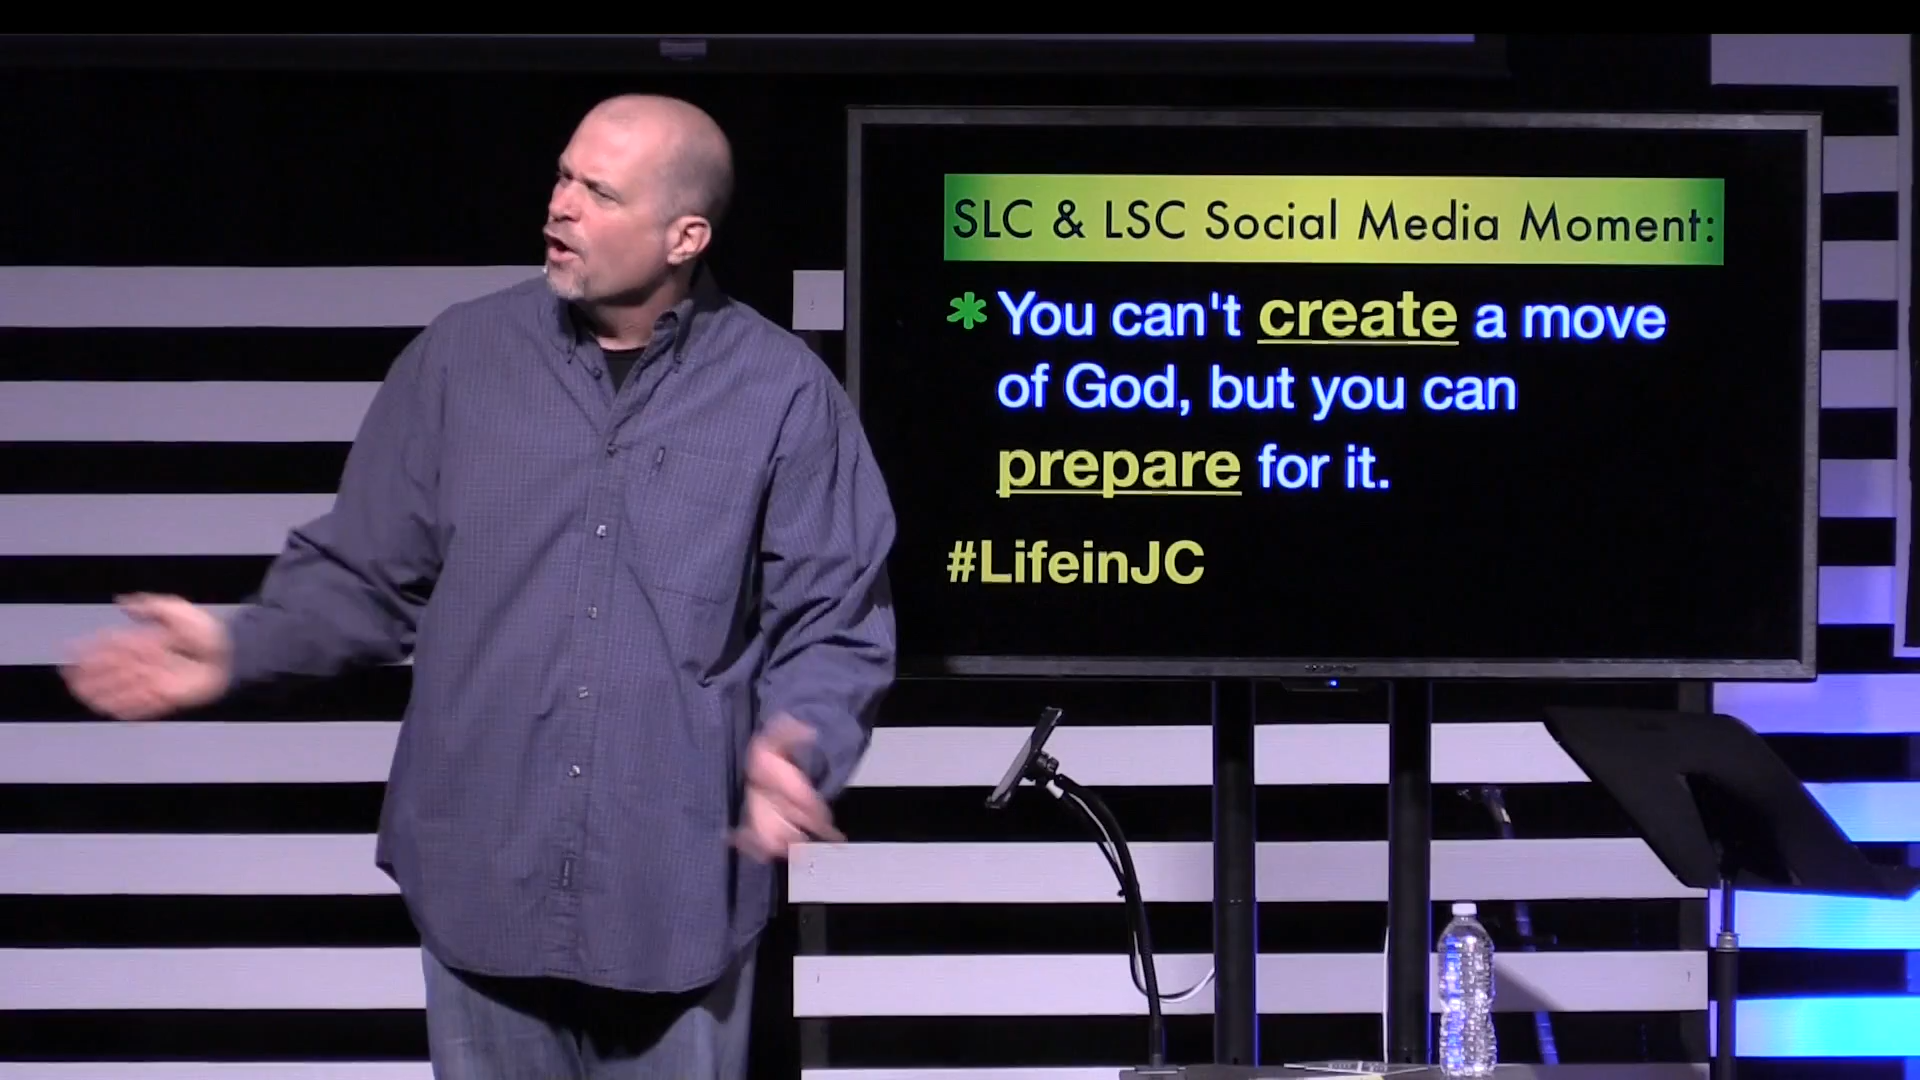 SLC & LSC Social Media Moment:
* You can't create a move
of God, but you can
prepare for it.
#LifeinJC